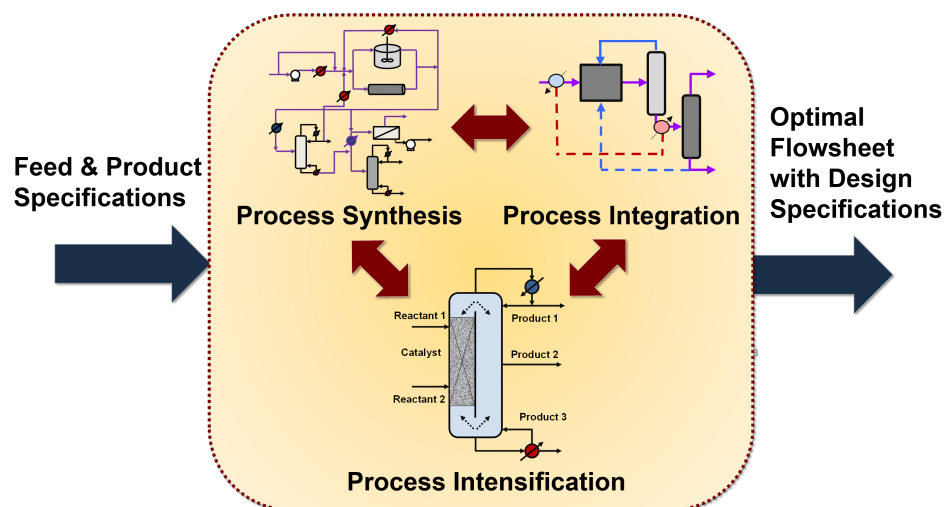 Feed & Product
Specifications
Process Synthesis
Process Integration
Optimal
Flowsheet
with Design
Specifications
Reactant 1
Catalyst
Reactant 2
Product 1
Product 2
Product 3
Process Intensification